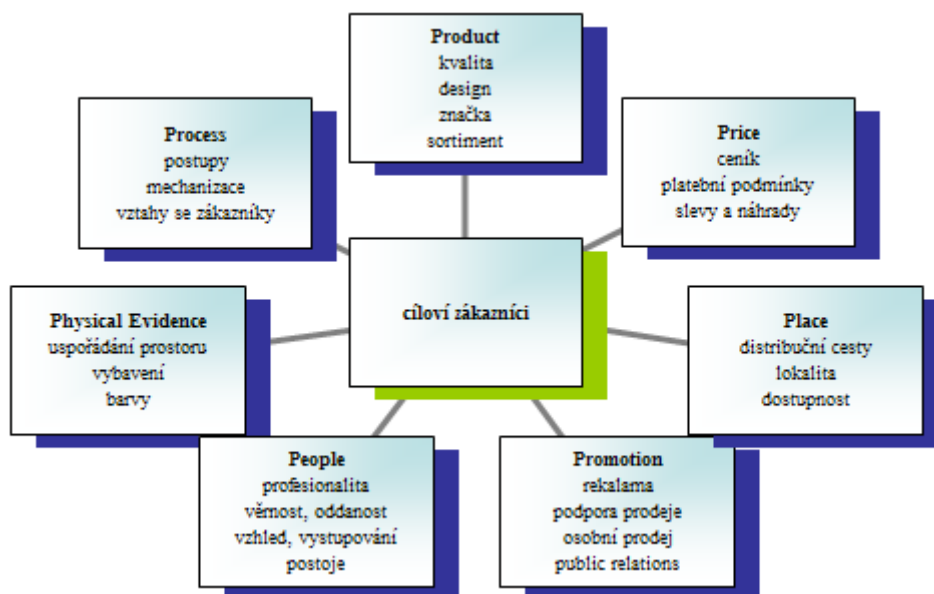 Product
kvalita
design
značka
sortiment
Process
postupy
mechanizace
vztahy se zákazníky
Price
ceník
platební podmínky
slevy a náhrady
cíloví zákazníci
Physical Evidence
uspořádání prostoru
vybavení
barvy
Place
distribuční cesty
lokalita
dostupnost
People
profesionalita
věrnost, oddanost
vzhled, vystupování
postoje
Promotion
rekalama
podpora prodeje
osobní prodej
public relations